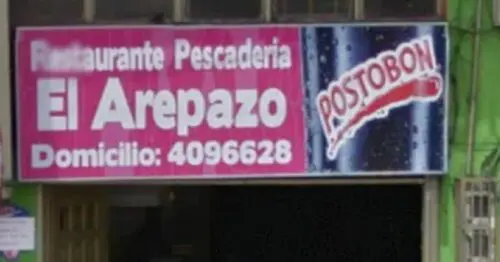 Restaurante Pescaderia
El Arepazo
Domicilio: 4096628
POSTOBON